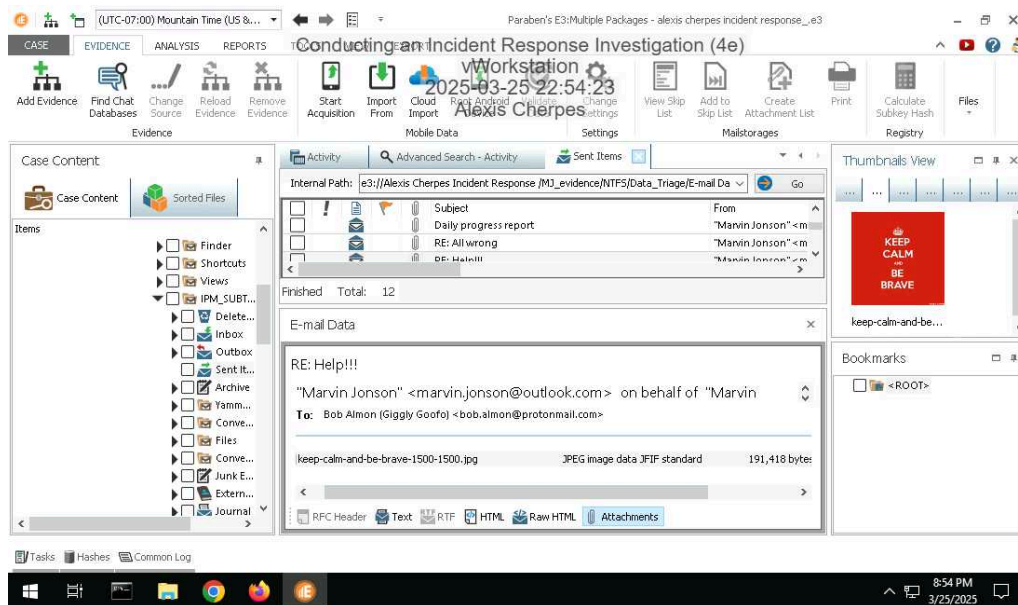 (UTC-07:00) Mountain Time (US &...
Paraben's E3:Multiple Packages - alexis cherpes incident response_.e3
CASE EVIDENCE ANALYSIS REPORTS EXPORT
Conducting an Incident Response Investigation (4e)
vWorkstation
2025-03-25 22:54:23
Alexis Cherpes
Add Evidence
Find Chat Databases
Change Source
Reload Evidence
Remove Evidence
Start Acquisition
Import From
Cloud Import
Root Android
Change Settings
View Skip List
Add to Skip List
Create Attachment List
Print
Calculate Subkey Hash
Files
Evidence
Mobile Data
Settings
Mailstorages
Registry
Case Content
Case Content
Sorted Files
Items
Finder
Shortcuts
Views
IPM_SUBT...
Delete...
Inbox
Outbox
Sent It...
Archive
Yamm...
Conve...
Files
Conve...
Junk E...
Extern...
Journal
Activity
Advanced Search - Activity
Sent Items
Internal Path: e3://Alexis Cherpes Incident Response /MJ_evidence/NTFS/Data_Triage/E-mail Da
Go
Subject From
Daily progress report "Marvin Jonson" <m
RE: All wrong "Marvin Jonson" <m
RE: Help!!! "Marvin Jonson" <m
Finished Total: 12
E-mail Data
RE: Help!!!
"Marvin Jonson" <marvin.jonson@outlook.com> on behalf of "Marvin
To: Bob Almon (Giggly Goofo) <bob.almon@protonmail.com>
keep-calm-and-be-brave-1500-1500.jpg JPEG image data JFIF standard 191,418 bytes
RFC Header Text RTF HTML Raw HTML Attachments
Thumbnails View
... ... ... ... ... ... ...
KEEP
CALM
AND
BE
BRAVE
keep-calm-and-be...
Bookmarks
<ROOT>
Tasks Hashes Common Log
8:54 PM
3/25/2025